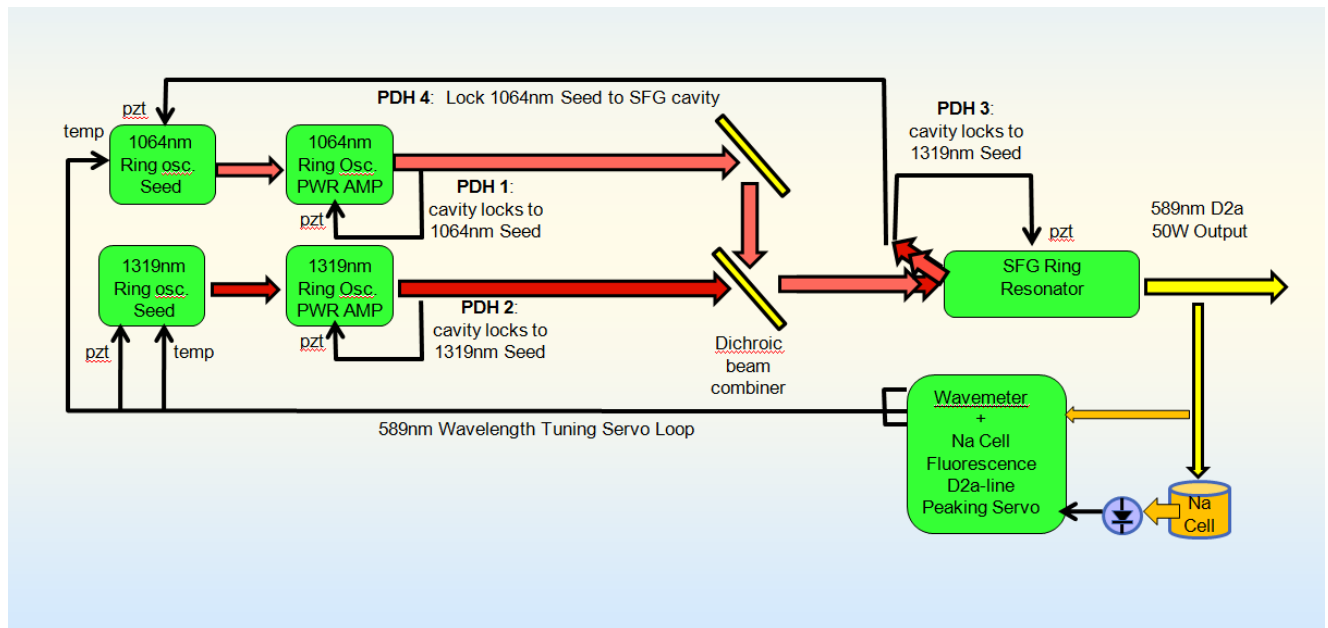 PDH 4: Lock 1064nm Seed to SFG cavity
PDH 3:
cavity locks to
1319nm Seed
pzt
temp
1064nm
Ring osc.
Seed
1064nm
Ring Osc.
PWR AMP
PDH 1:
cavity locks to
1064nm Seed
pzt
589nm D2a
50W Output
pzt
SFG Ring
Resonator
1319nm
Ring osc.
Seed
1319nm
Ring Osc.
PWR AMP
PDH 2:
cavity locks to
1319nm Seed
pzt
temp
pzt
Dichroic
beam
combiner
589nm Wavelength Tuning Servo Loop
Wavemeter
+
Na Cell
Fluorescence
D2a-line
Peaking Servo
Na
Cell